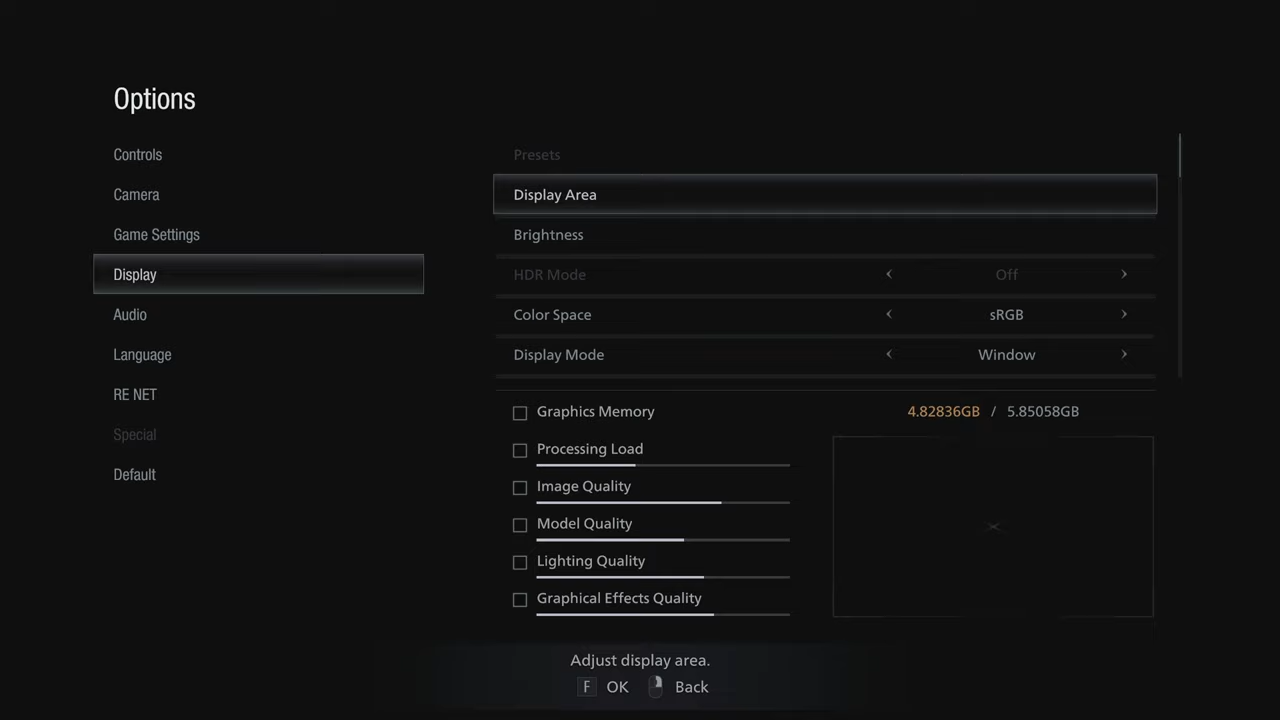 Options
Controls
Camera
Game Settings
Display
Audio
Language
RE NET
Special
Default
Presets
Display Area
Brightness
HDR Mode Off
Color Space sRGB
Display Mode Window
Graphics Memory 4.82836GB / 5.85058GB
Processing Load
Image Quality
Model Quality
Lighting Quality
Graphical Effects Quality
Adjust display area.
F OK Back